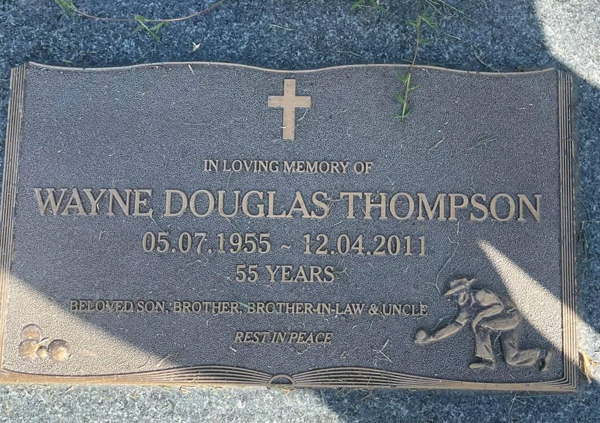 IN LOVING MEMORY OF
WAYNE DOUGLAS THOMPSON
05.07.1955 ~ 12.04.2011
55 YEARS
BELOVED SON, BROTHER, BROTHER-IN-LAW & UNCLE
REST IN PEACE